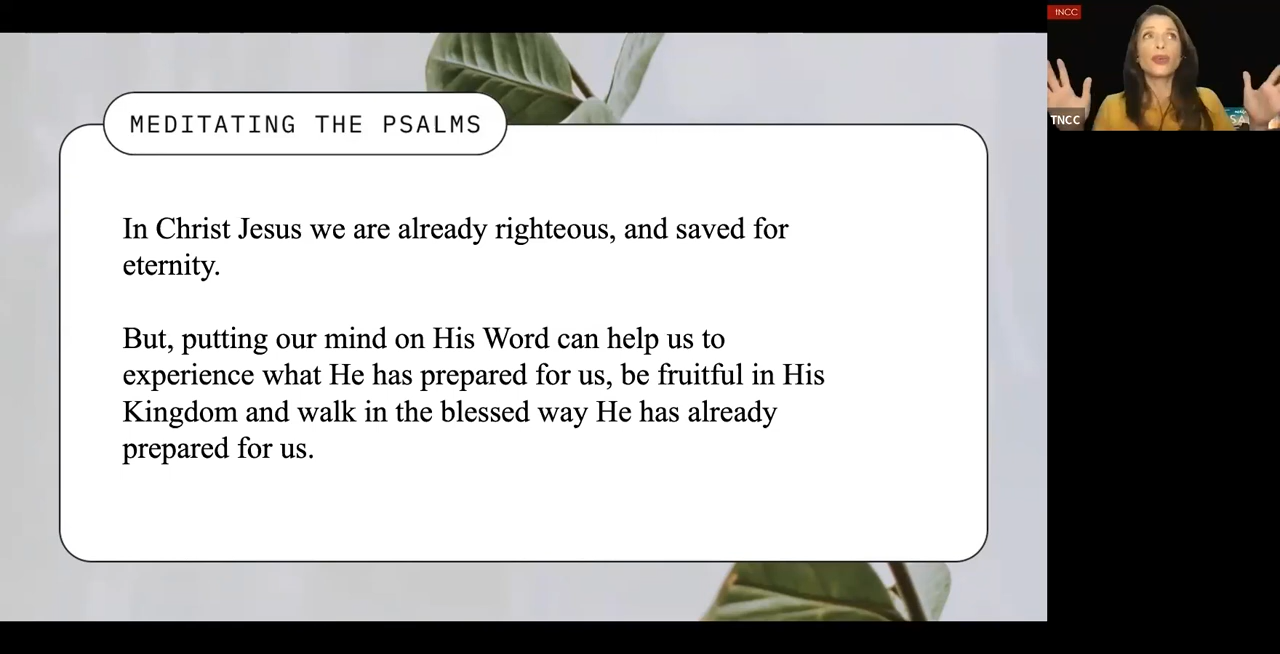 MEDITATING THE PSALMS
In Christ Jesus we are already righteous, and saved for
eternity.
But, putting our mind on His Word can help us to
experience what He has prepared for us, be fruitful in His
Kingdom and walk in the blessed way He has already
prepared for us.
tNCC
TNCC